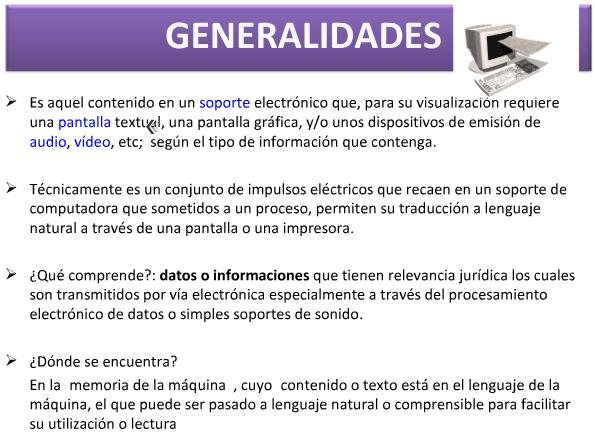 GENERALIDADES
Es aquel contenido en un soporte electrónico que, para su visualización requiere
una pantalla textual, una pantalla gráfica, y/o unos dispositivos de emisión de
audio, vídeo, etc;  según el tipo de información que contenga.
Técnicamente es un conjunto de impulsos eléctricos que recaen en un soporte de
computadora que sometidos a un proceso, permiten su traducción a lenguaje
natural a través de una pantalla o una impresora.
¿Qué comprende?: datos o informaciones que tienen relevancia jurídica los cuales
son transmitidos por vía electrónica especialmente a través del procesamiento
electrónico de datos o simples soportes de sonido.
¿Dónde se encuentra?
En la  memoria de la máquina  , cuyo  contenido o texto está en el lenguaje de la
máquina, el que puede ser pasado a lenguaje natural o comprensible para facilitar
su utilización o lectura